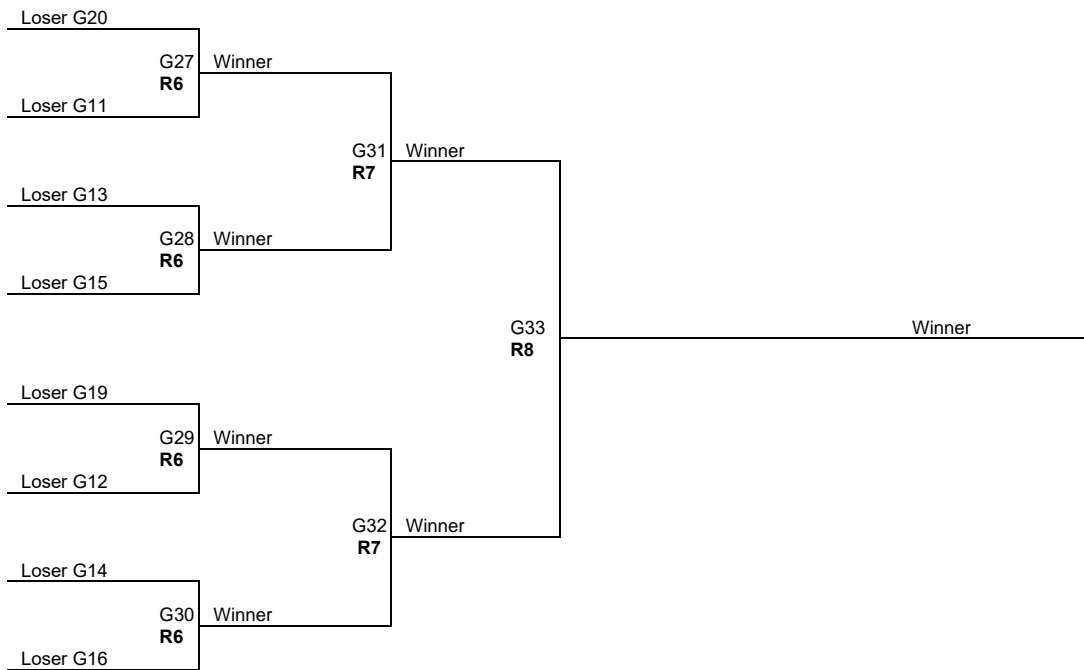 Loser G20
G27 Winner
R6
Loser G11
G31 Winner
R7
Loser G13
G28 Winner
R6
Loser G15
G33 Winner
R8
Loser G19
G29 Winner
R6
Loser G12
G32 Winner
R7
Loser G14
G30 Winner
R6
Loser G16